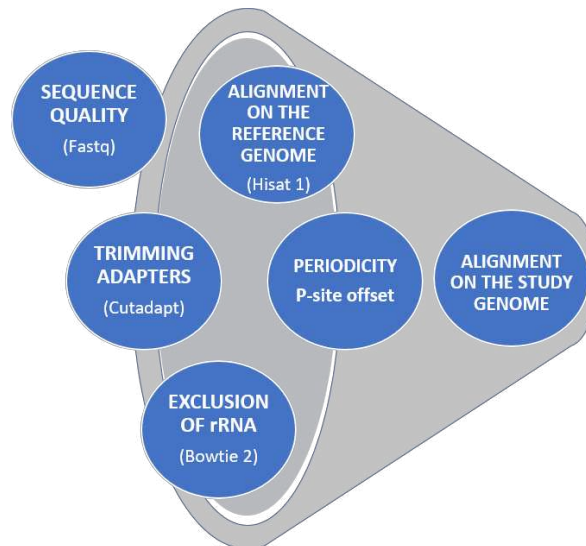 SEQUENCE
QUALITY
(Fastq)
TRIMMING
ADAPTERS
(Cutadapt)
EXCLUSION
OF rRNA
(Bowtie 2)
ALIGNMENT
ON THE
REFERENCE
GENOME
(Hisat 1)
PERIODICITY
P-site offset
ALIGNMENT
ON THE STUDY
GENOME